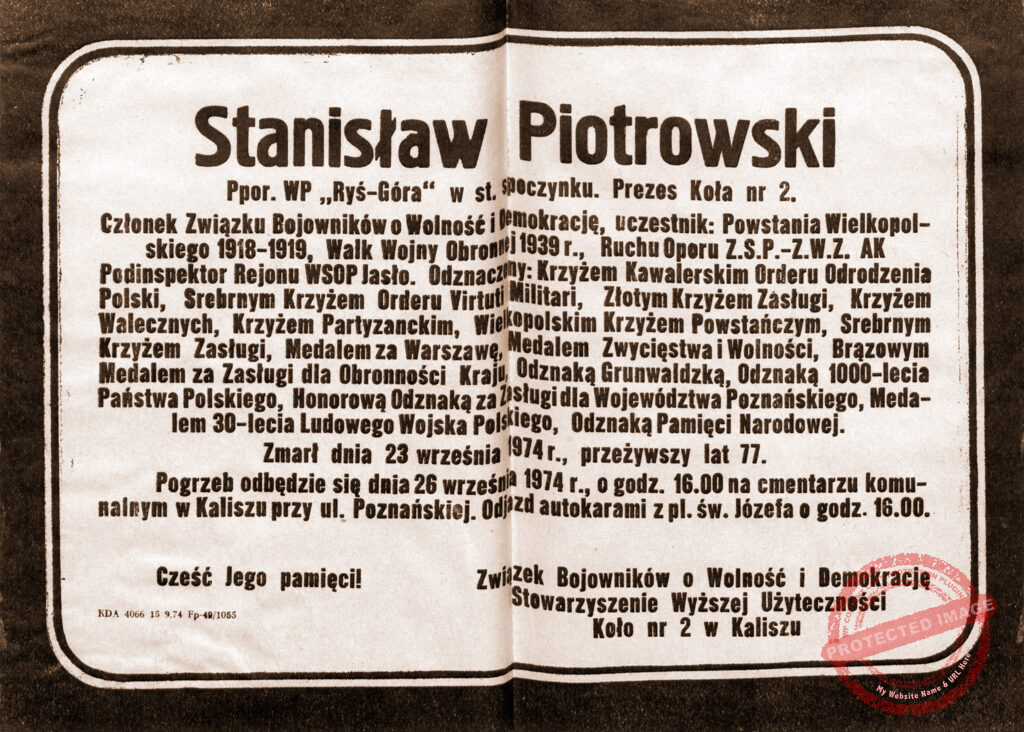 Stanisław Piotrowski
Ppor. WP „Ryś-Góra“ w st. spoczynku. Prezes Koła nr 2.
Członek Związku Bojowników o Wolność i Demokrację, uczestnik: Powstania Wielkopol-
skiego 1918-1919, Walk Wojny Obronnej 1939 r., Ruchu Oporu Z.S.P.-Z.W.Z. AK
Podinspektor Rejonu WSOP Jasło. Odznaczony: Krzyżem Kawalerskim Orderu Odrodzenia
Polski, Srebrnym Krzyżem Orderu Virtuti Militari, Złotym Krzyżem Zasługi, Krzyżem
Walecznych, Krzyżem Partyzanckim, Wielkopolskim Krzyżem Powstańczym, Srebrnym
Krzyżem Zasługi, Medalem za Warszawę, Medalem Zwycięstwa i Wolności, Brązowym
Medalem za Zasługi dla Obronności Kraju, Odznaką Grunwaldzką, Odznaką 1000-lecia
Państwa Polskiego, Honorową Odznaką za Zasługi dla Województwa Poznańskiego, Meda-
lem 30-lecia Ludowego Wojska Polskiego, Odznaką Pamięci Narodowej.
Zmarł dnia 23 września 1974 r., przeżywszy lat 77.
Pogrzeb odbędzie się dnia 26 września 1974 r., o godz. 16.00 na cmentarzu komu-
nalnym w Kaliszu przy ul. Poznańskiej. Odjazd autokarami z pl. św. Józefa o godz. 16.00.
Cześć Jego pamięci!
Związek Bojowników o Wolność i Demokrację
Stowarzyszenie Wyższej Użyteczności
Koło nr 2 w Kaliszu
KDA 4066 15 9.74 Fp-49/1055
PROTECTED IMAGE
My Website Name & URL Here